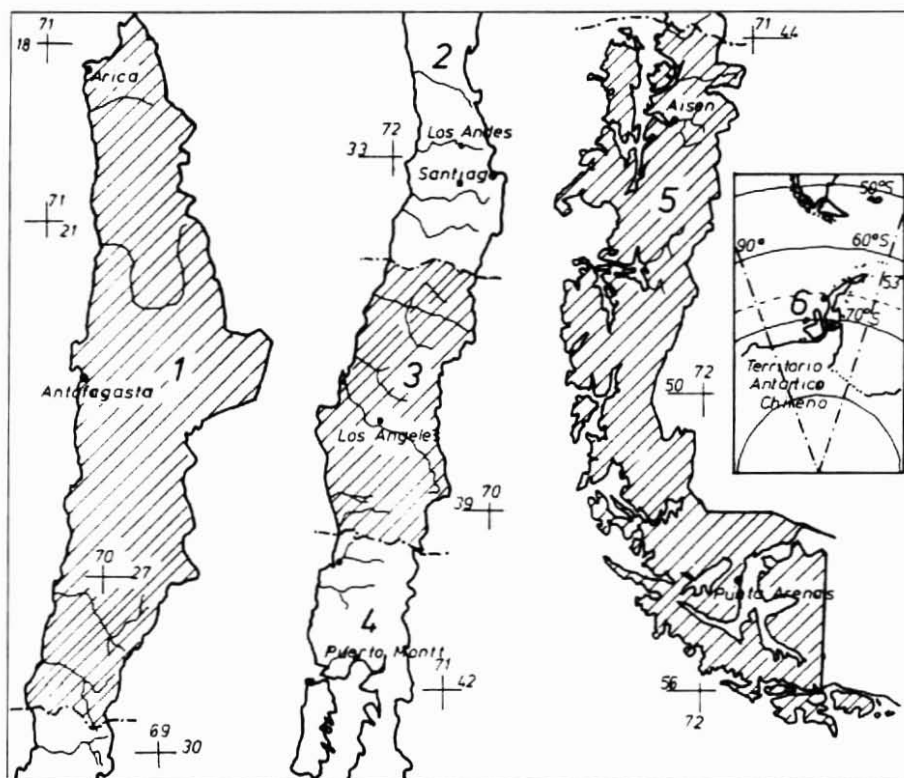 71
18
Arica
71
21
1
Antofagasta
70
27
69
30
2
72
33
Los Andes
Santiag
3
Los Angeles
39
70
4
Puerto Montt
71
42
71
44
Aisen
5
72
50
Punta Arenas
56
72
50°S
90°
60°S
53°
6
70°S
Territorio
Antártico
Chileno